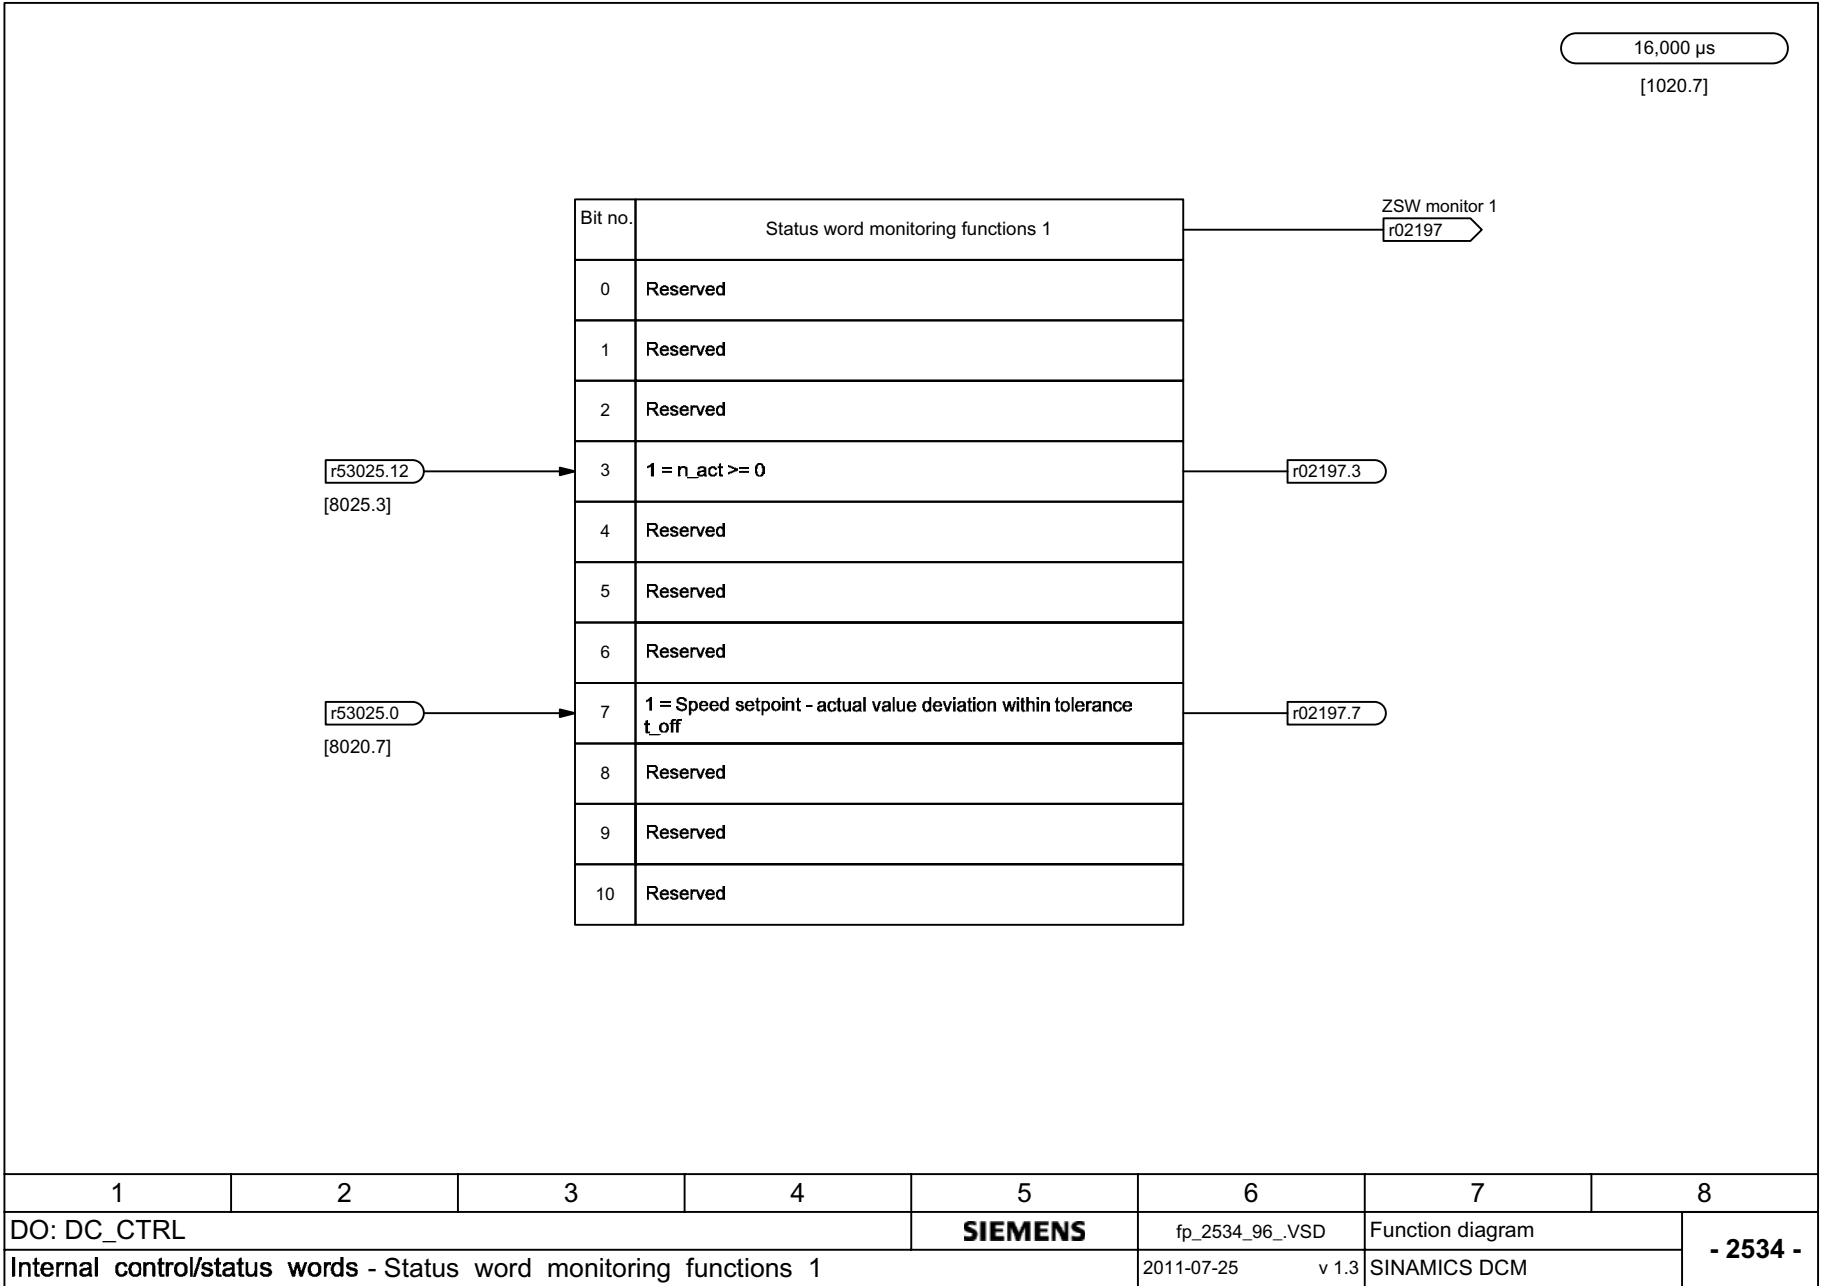 16,000 µs
[1020.7]
ZSW monitor 1
r02197
Bit no.
Status word monitoring functions 1
0 Reserved
1 Reserved
2 Reserved
r53025.12
[8025.3]
3 1 = n_act >= 0
r02197.3
4 Reserved
5 Reserved
6 Reserved
r53025.0
[8020.7]
7 1 = Speed setpoint - actual value deviation within tolerance
t_off
r02197.7
8 Reserved
9 Reserved
10 Reserved
1 2 3 4 5 6 7 8
DO: DC_CTRL
SIEMENS
fp_2534_96_.VSD
Function diagram
- 2534 -
Internal control/status words - Status word monitoring functions 1
2011-07-25
v 1.3
SINAMICS DCM